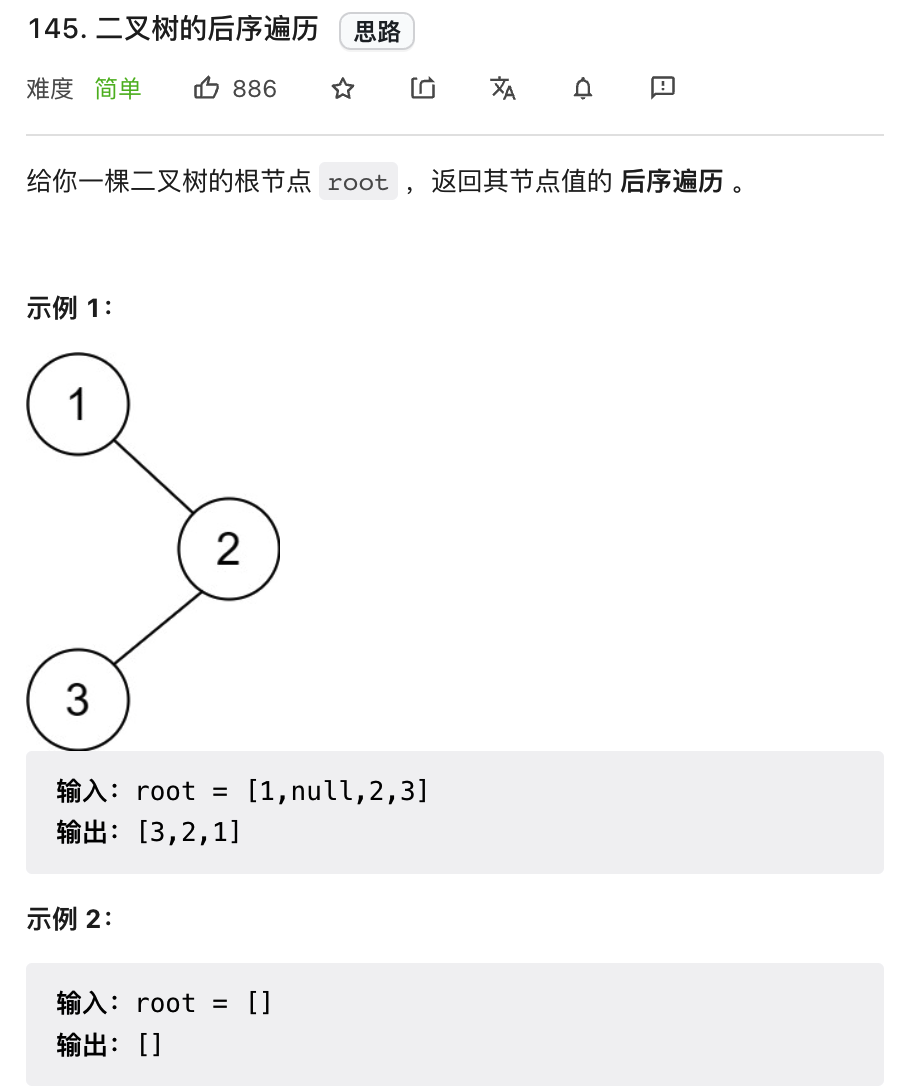 145. 二叉树的后序遍历 思路
难度 简单 886
给你一棵二叉树的根节点 root ，返回其节点值的 后序遍历 。
示例 1：
1
2
3
输入：root = [1,null,2,3]
输出：[3,2,1]
示例 2：
输入：root = []
输出：[]